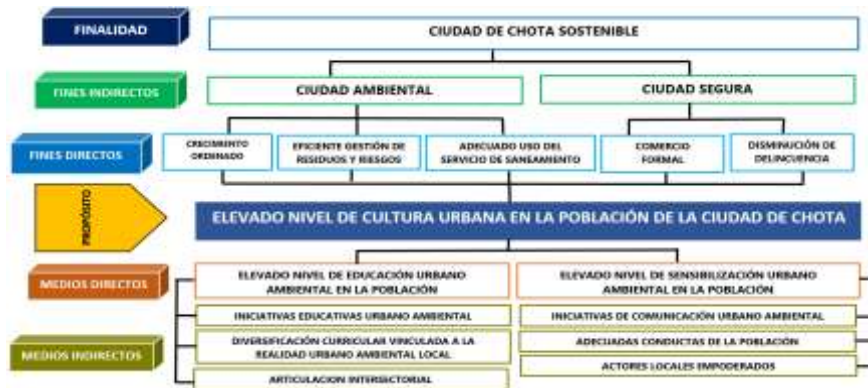 FINALIDAD
CIUDAD DE CHOTA SOSTENIBLE
FINES INDIRECTOS
CIUDAD AMBIENTAL
CIUDAD SEGURA
FINES DIRECTOS
CRECIMIENTO
ORDENADO
EFICIENTE GESTIÓN DE
RESIDUOS Y RIESGOS
ADECUADO USO DEL
SERVICIO DE SANEAMIENTO
COMERCIO
FORMAL
DISMINUCIÓN DE
DELINCUENCIA
PROPÓSITO
ELEVADO NIVEL DE CULTURA URBANA EN LA POBLACIÓN DE LA CIUDAD DE CHOTA
MEDIOS DIRECTOS
ELEVADO NIVEL DE EDUCACIÓN URBANO
AMBIENTAL EN LA POBLACIÓN
ELEVADO NIVEL DE SENSIBILIZACIÓN URBANO
AMBIENTAL EN LA POBLACIÓN
MEDIOS INDIRECTOS
INICIATIVAS EDUCATIVAS URBANO AMBIENTAL
DIVERSIFICACIÓN CURRICULAR VINCULADA A LA
REALIDAD URBANO AMBIENTAL LOCAL
ARTICULACION INTERSECTORIAL
INICIATIVAS DE COMUNICACIÓN URBANO AMBIENTAL
ADECUADAS CONDUCTAS DE LA POBLACIÓN
ACTORES LOCALES EMPODERADOS